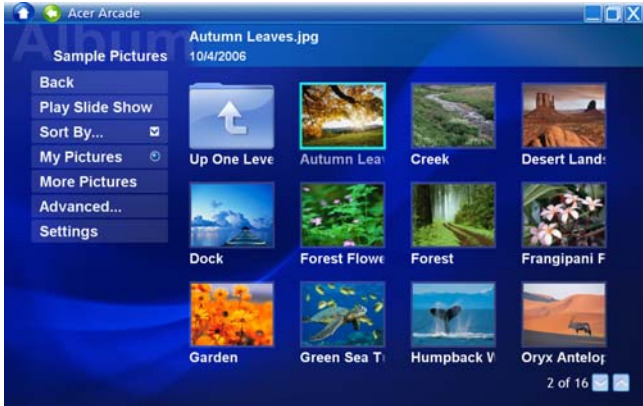 Acer Arcade
Album
Sample Pictures
Autumn Leaves.jpg
10/4/2006
Back
Play Slide Show
Sort By...
My Pictures
More Pictures
Advanced...
Settings
Up One Leve
Autumn Lea
Creek
Desert Land
Dock
Forest Flowe
Forest
Frangipani F
Garden
Green Sea T
Humpback W
Oryx Antelop
2 of 16